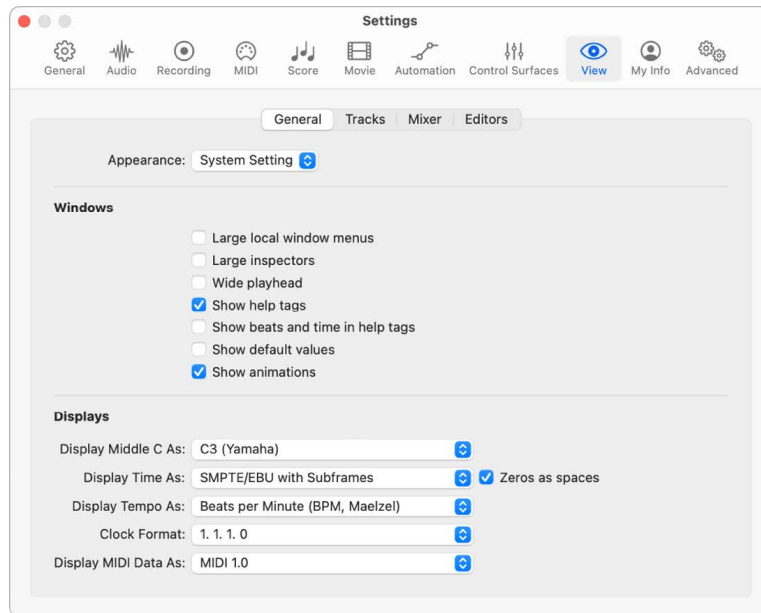 Settings
General Audio Recording MIDI Score Movie Automation Control Surfaces View My Info Advanced
General Tracks Mixer Editors
Appearance: System Setting
Windows
Large local window menus
Large inspectors
Wide playhead
Show help tags
Show beats and time in help tags
Show default values
Show animations
Displays
Display Middle C As: C3 (Yamaha)
Display Time As: SMPTE/EBU with Subframes Zeros as spaces
Display Tempo As: Beats per Minute (BPM, Maelzel)
Clock Format: 1. 1. 1. 0
Display MIDI Data As: MIDI 1.0